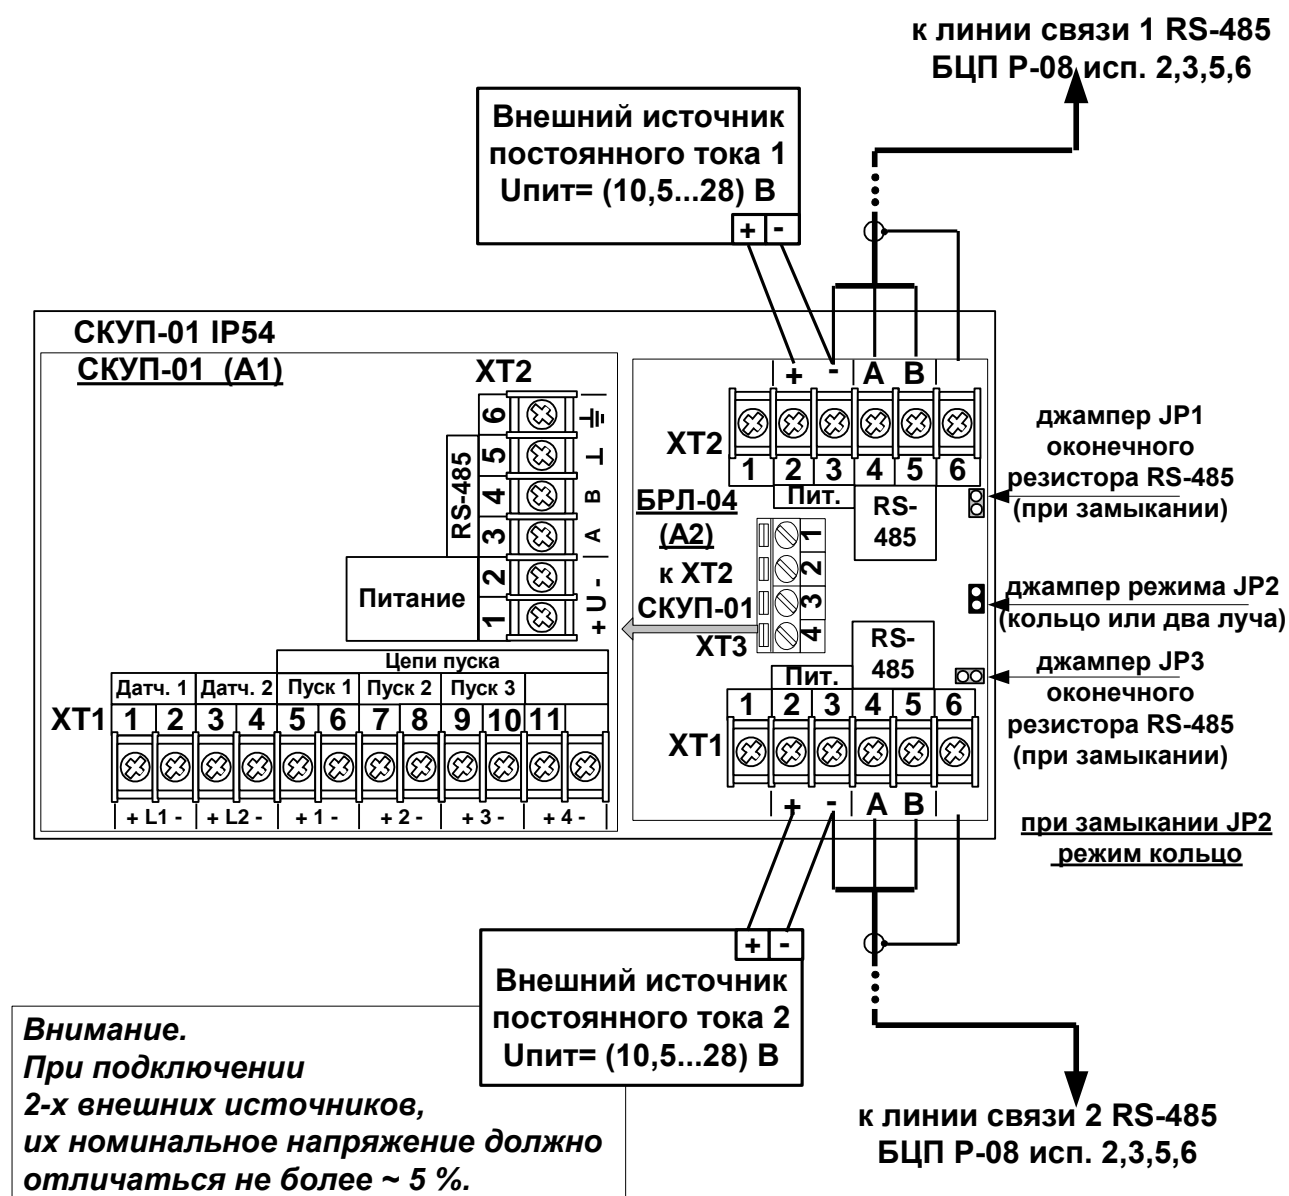 к линии связи 1 RS-485
БЦП Р-08 исп. 2,3,5,6
Внешний источник
постоянного тока 1
Uпит= (10,5...28) В
+ -
СКУП-01 IP54
СКУП-01 (А1)
XT2
6
5
4
3
2
1
RS-485
⏚
⊥
B
A
+ U -
Питание
Цепи пуска
Датч. 1 Датч. 2 Пуск 1 Пуск 2 Пуск 3
XT1 1 2 3 4 5 6 7 8 9 10 11
+ L1 - + L2 - + 1 - + 2 - + 3 - + 4 -
+ - A B
XT2
1 2 3 4 5 6
Пит.
RS-
485
БРЛ-04
(А2)
к XT2
СКУП-01
XT3
1
2
3
4
RS-
485
Пит.
1 2 3 4 5 6
XT1
+ - A B
джампер JP1
оконечного
резистора RS-485
(при замыкании)
джампер режима JP2
(кольцо или два луча)
джампер JP3
оконечного
резистора RS-485
(при замыкании)
при замыкании JP2
режим кольцо
+ -
Внешний источник
постоянного тока 2
Uпит= (10,5...28) В
Внимание.
При подключении
2-х внешних источников,
их номинальное напряжение должно
отличаться не более ~ 5 %.
к линии связи 2 RS-485
БЦП Р-08 исп. 2,3,5,6